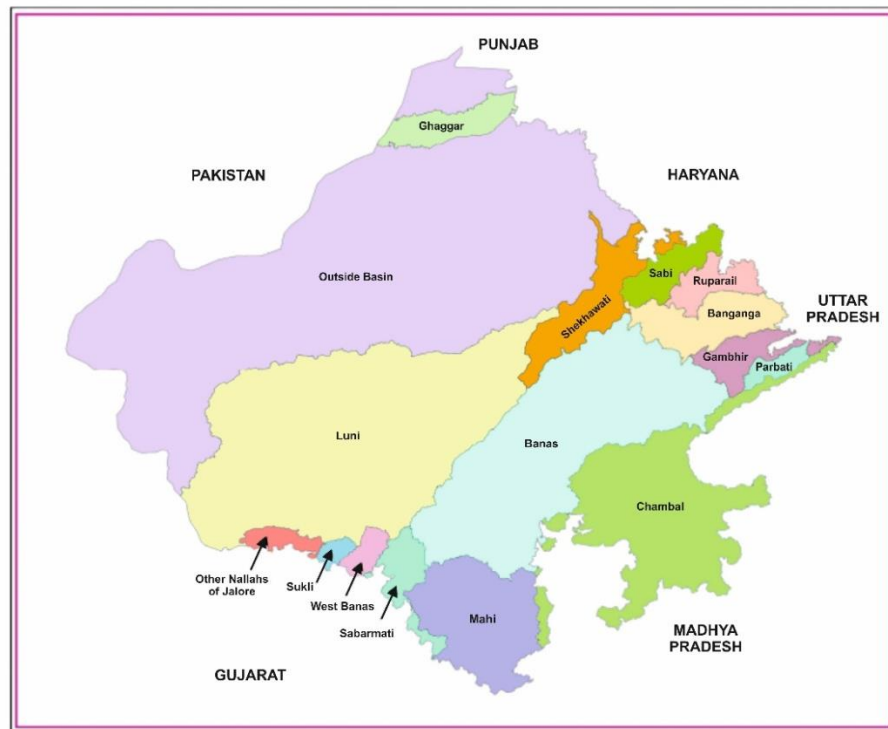 PUNJAB
Ghaggar
PAKISTAN
HARYANA
Outside Basin
Sabi
Ruparail
Shekhawati
Banganga
UTTAR
PRADESH
Gambhir
Parbati
Luni
Banas
Chambal
Other Nallahs
of Jalore
Sukli
West Banas
Sabarmati
Mahi
MADHYA
PRADESH
GUJARAT